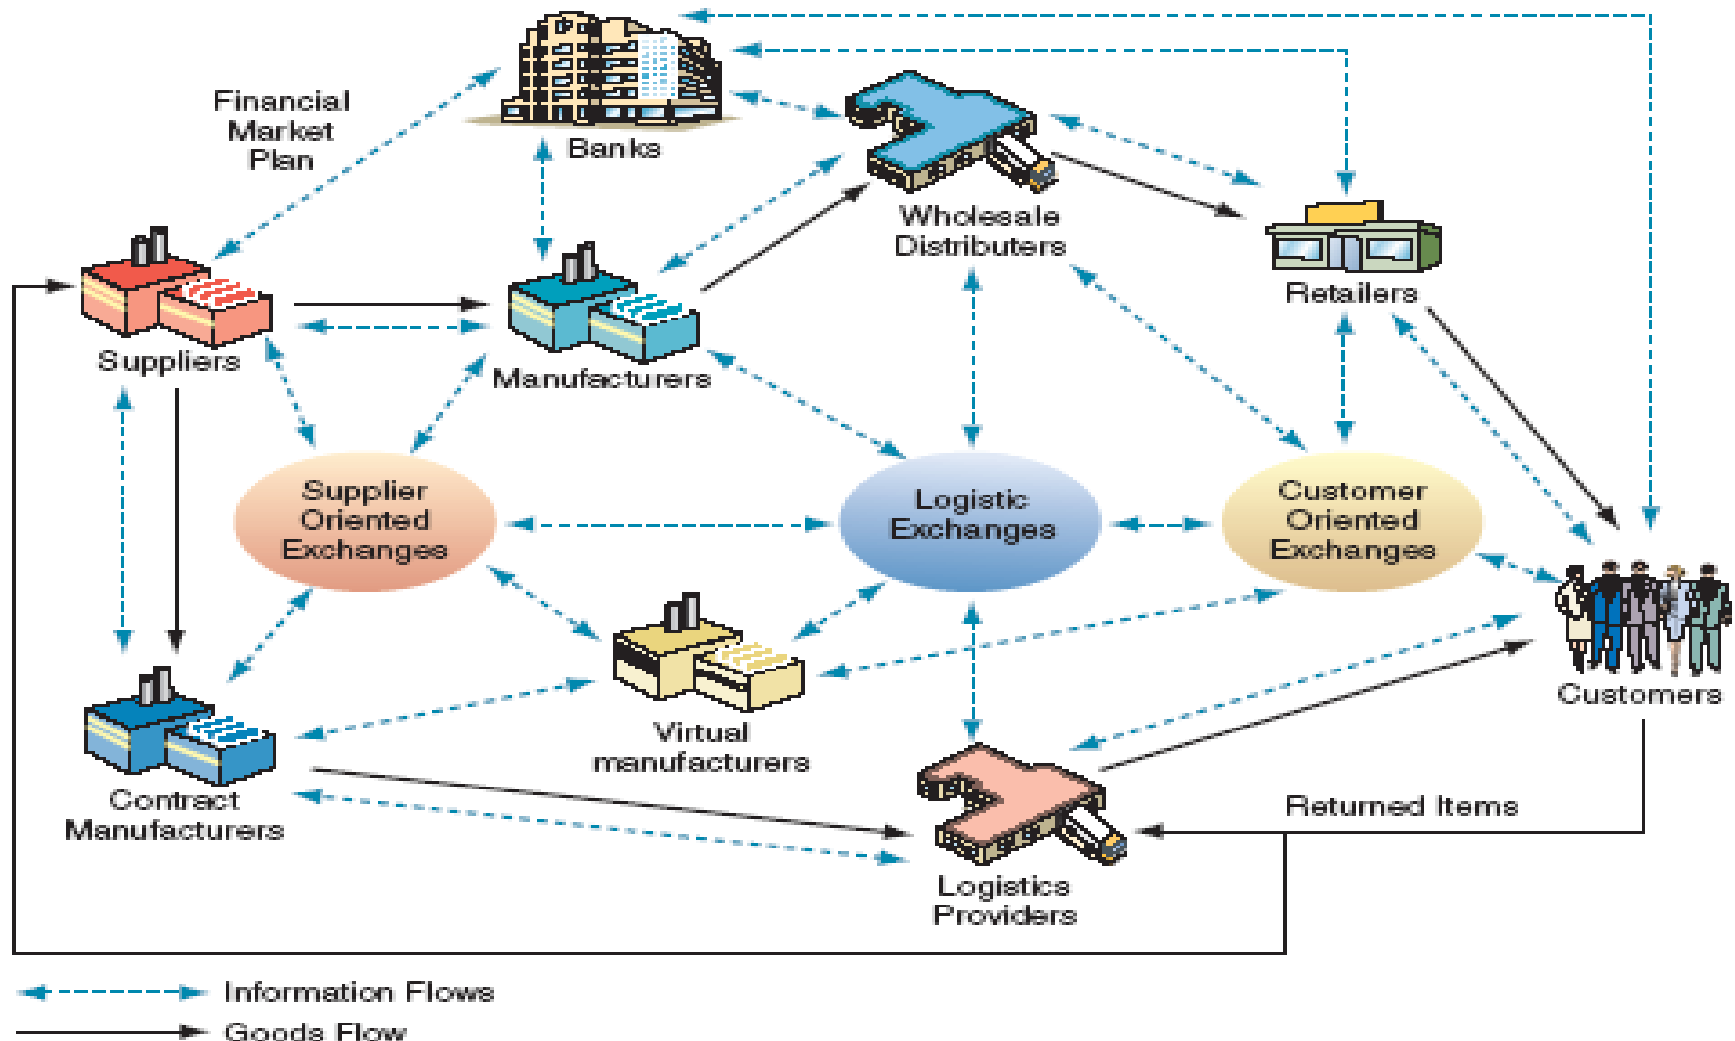 Financial
Market
Plan
Banks
Wholesale
Distributers
Retailers
Suppliers
Manufacturers
Supplier
Oriented
Exchanges
Logistic
Exchanges
Customer
Oriented
Exchanges
Virtual
manufacturers
Customers
Contract
Manufacturers
Returned Items
Logistics
Providers
Information Flows
Goods Flow